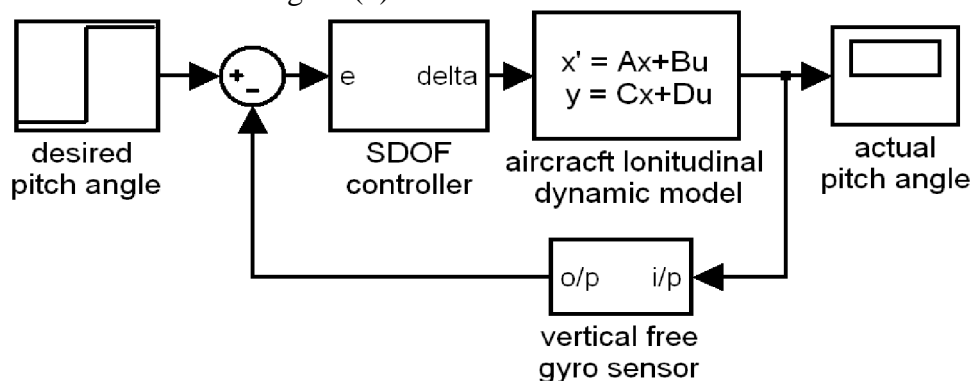 desired
pitch angle
+
-
e
delta
SDOF
controller
x' = Ax+Bu
y = Cx+Du
aircracft lonitudinal
dynamic model
actual
pitch angle
o/p
i/p
vertical free
gyro sensor